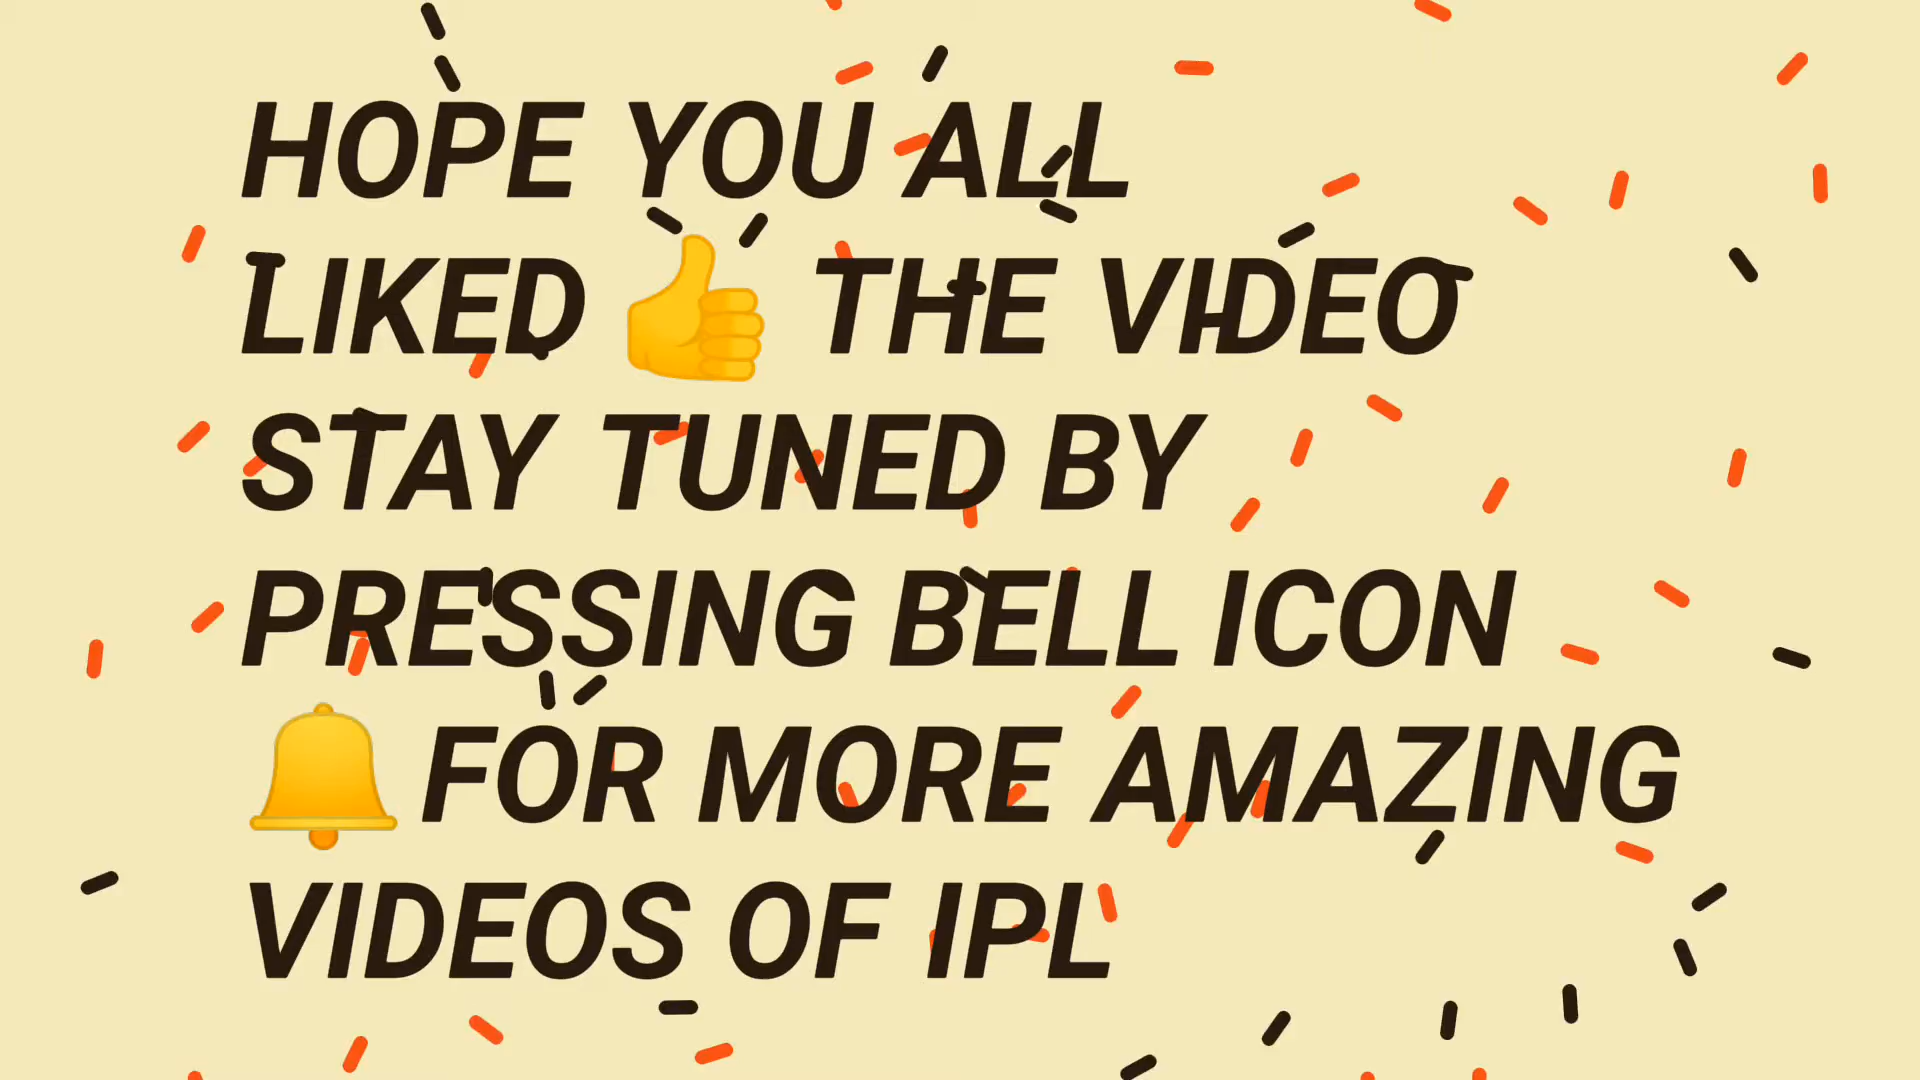 HOPE YOU ALL
LIKED 👍 THE VIDEO
STAY TUNED BY
PRESSING BELL ICON
🔔 FOR MORE AMAZING
VIDEOS OF IPL